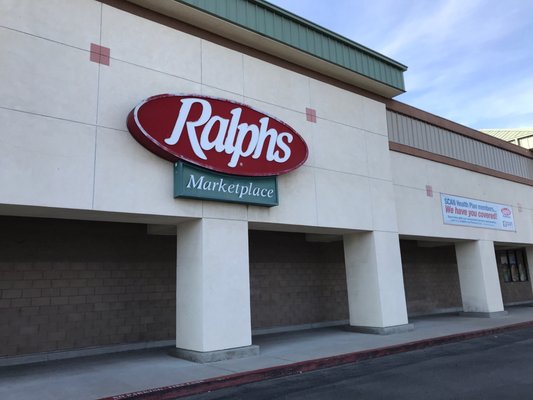 Ralphs
Marketplace
SCAN Health Plan members...
We have you covered!